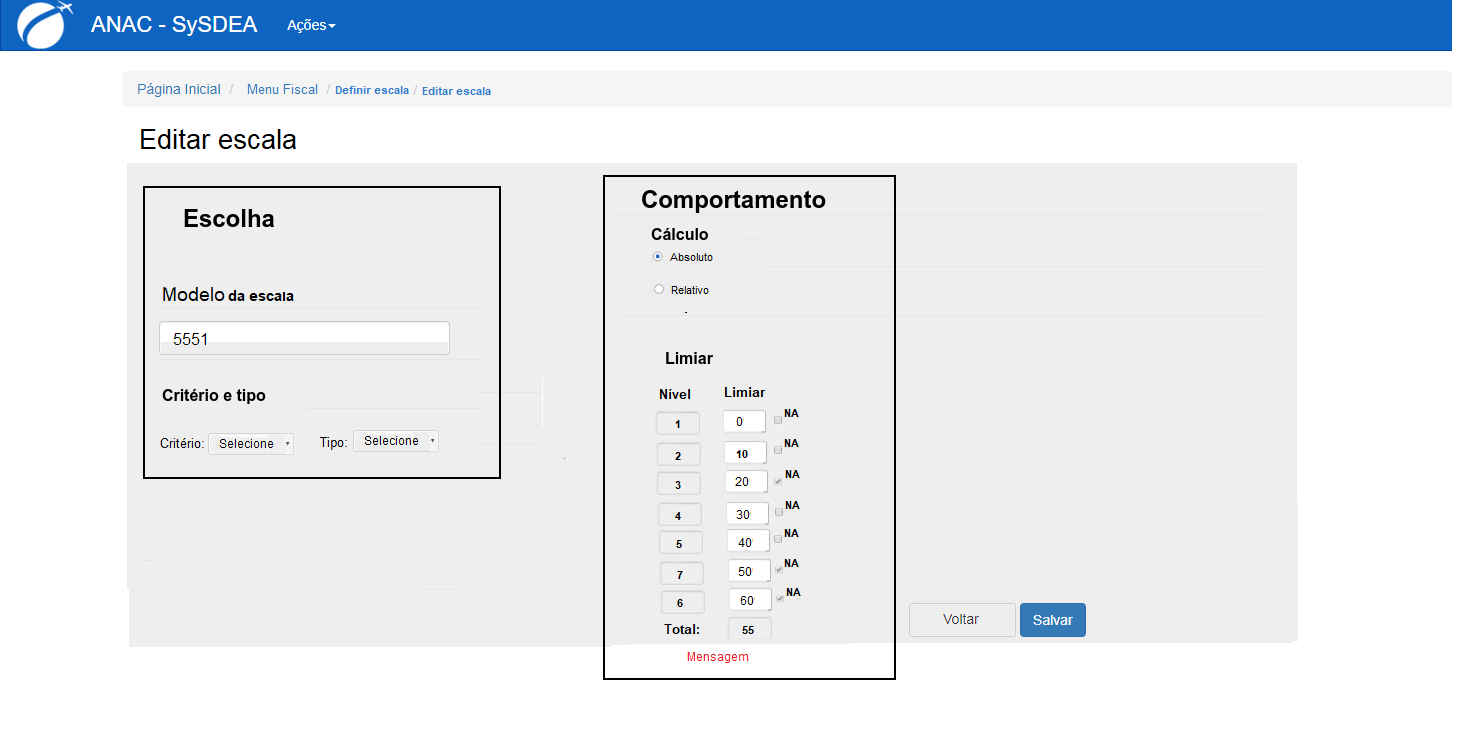 ANAC - SySDEA Ações
Página Inicial / Menu Fiscal / Definir escala / Editar escala
Editar escala
Escolha
Modelo da escala
5551
Critério e tipo
Critério: Selecione Tipo: Selecione
Comportamento
Cálculo
Absoluto
Relativo
Limiar
Nível Limiar
1 0 NA
2 10 NA
3 20 NA
4 30 NA
5 40 NA
7 50 NA
6 60 NA
Total: 55
Mensagem
Voltar Salvar